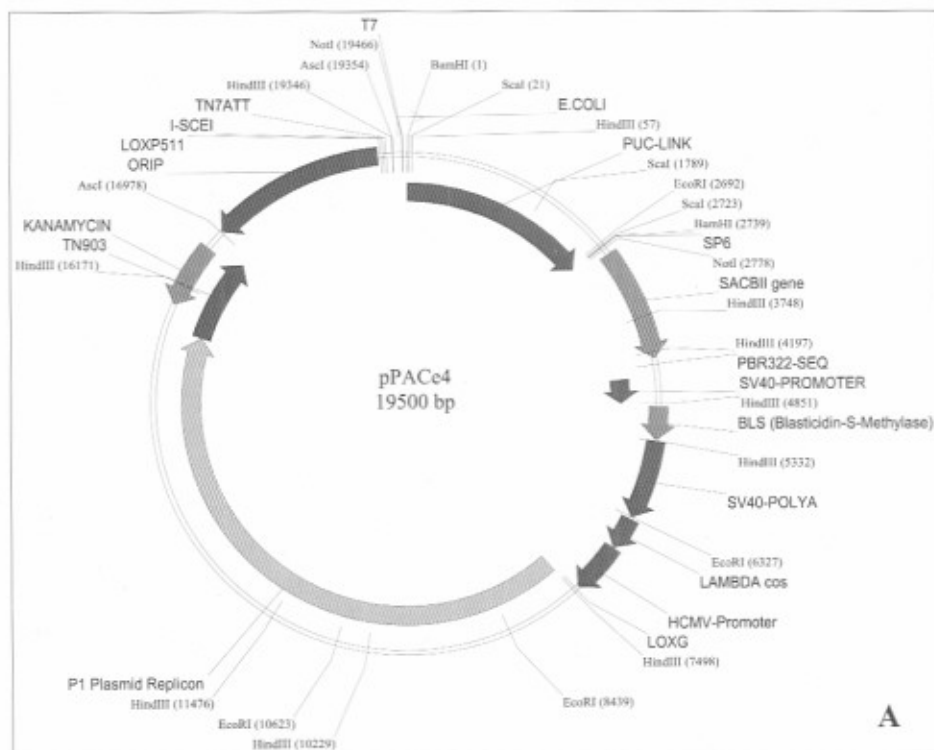 T7
NotI (19466)
AscI (19354)
HindIII (19346)
TN7ATT
I-SCEI
LOXP511
ORIP
AscI (16978)
KANAMYCIN
TN903
HindIII (16171)
BamHI (1)
ScaI (21)
E.COLI
HindIII (57)
PUC-LINK
ScaI (1789)
EcoRI (2692)
ScaI (2723)
BamHI (2739)
SP6
NotI (2778)
SACBII gene
HindIII (3748)
HindIII (4197)
PBR322-SEQ
SV40-PROMOTER
HindIII (4851)
BLS (Blasticidin-S-Methylase)
HindIII (5332)
SV40-POLYA
EcoRI (6327)
LAMBDA cos
HCMV-Promoter
LOXG
HindIII (7498)
EcoRI (8439)
pPACe4
19500 bp
P1 Plasmid Replicon
HindIII (11476)
EcoRI (10623)
HindIII (10229)
A